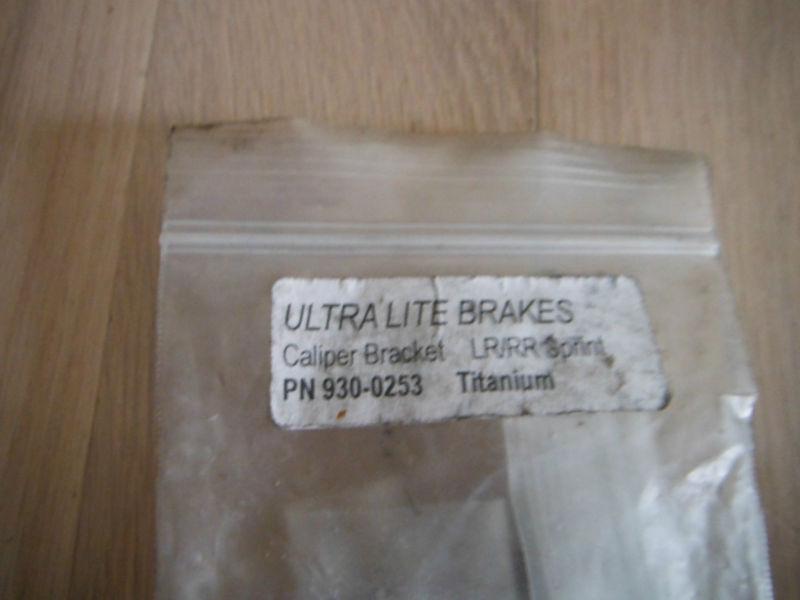 ULTRA LITE BRAKES
Caliper Bracket LR/RR Sprint
PN 930-0253 Titanium